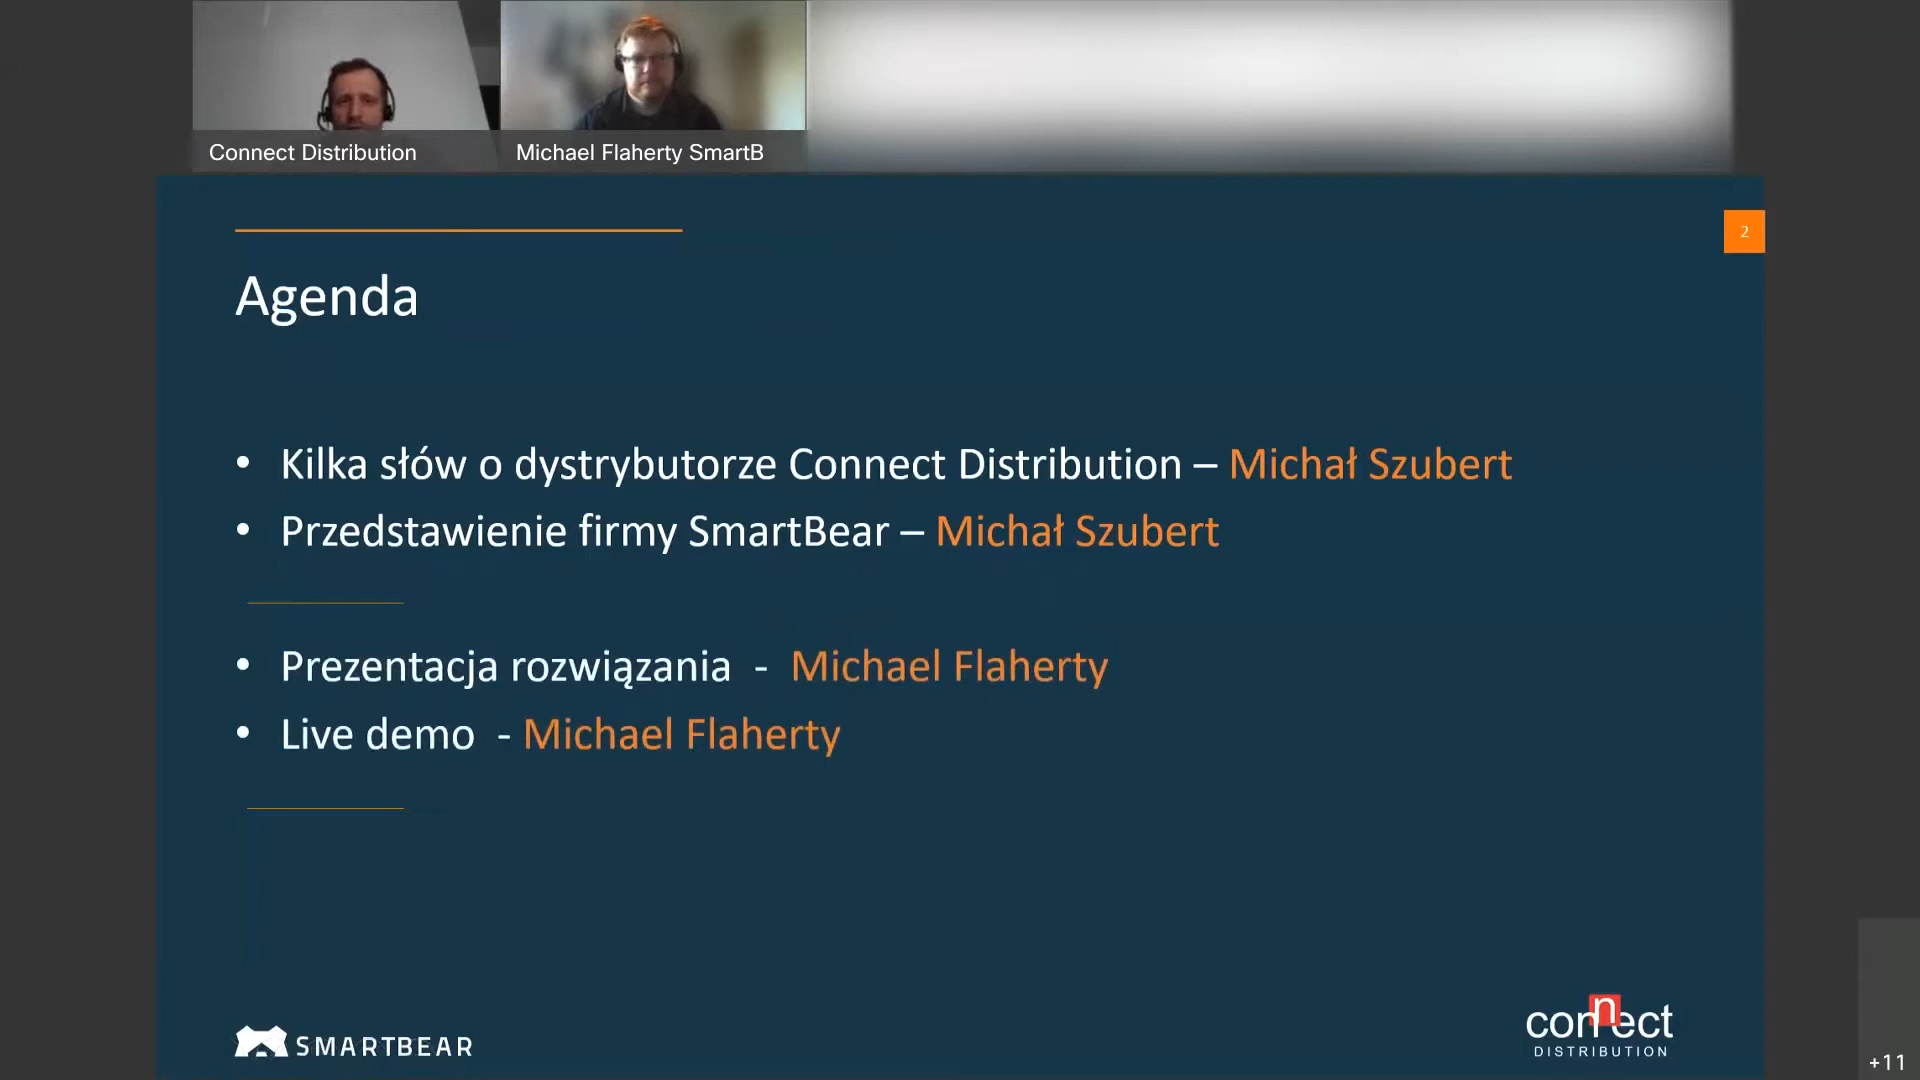 Connect Distribution
Michael Flaherty SmartB
2
Agenda
• Kilka słów o dystrybutorze Connect Distribution – Michał Szubert
• Przedstawienie firmy SmartBear – Michał Szubert
• Prezentacja rozwiązania - Michael Flaherty
• Live demo - Michael Flaherty
SMARTBEAR
connect
DISTRIBUTION
+11